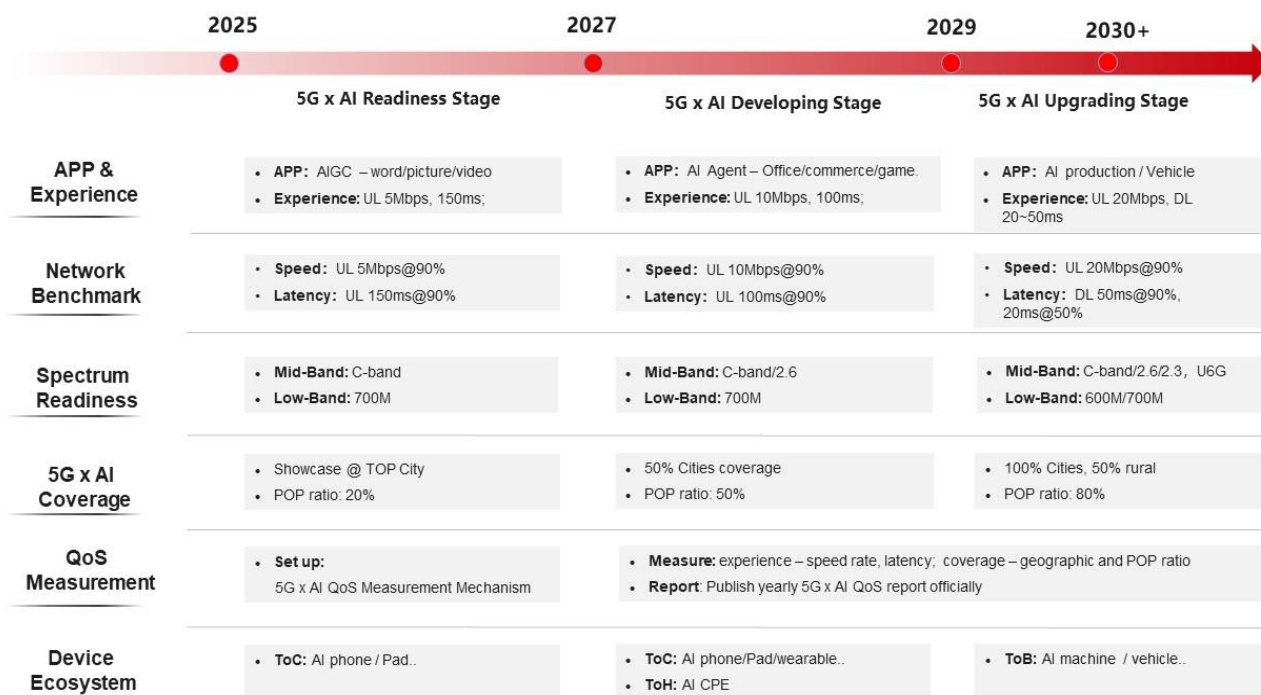 2025
2027
2029
2030+
5G x AI Readiness Stage
5G x AI Developing Stage
5G x AI Upgrading Stage
APP &
Experience
• APP: AIGC – word/picture/video
• Experience: UL 5Mbps, 150ms;
• APP: AI Agent – Office/commerce/game.
• Experience: UL 10Mbps, 100ms;
• APP: AI production / Vehicle
• Experience: UL 20Mbps, DL
20~50ms
Network
Benchmark
• Speed: UL 5Mbps@90%
• Latency: UL 150ms@90%
• Speed: UL 10Mbps@90%
• Latency: UL 100ms@90%
• Speed: UL 20Mbps@90%
• Latency: DL 50ms@90%,
20ms@50%
Spectrum
Readiness
• Mid-Band: C-band
• Low-Band: 700M
• Mid-Band: C-band/2.6
• Low-Band: 700M
• Mid-Band: C-band/2.6/2.3, U6G
• Low-Band: 600M/700M
5G x AI
Coverage
• Showcase @ TOP City
• POP ratio: 20%
• 50% Cities coverage
• POP ratio: 50%
• 100% Cities, 50% rural
• POP ratio: 80%
QoS
Measurement
• Set up:
5G x AI QoS Measurement Mechanism
• Measure: experience – speed rate, latency; coverage – geographic and POP ratio
• Report: Publish yearly 5G x AI QoS report officially
Device
Ecosystem
• ToC: AI phone / Pad..
• ToC: AI phone/Pad/wearable..
• ToH: AI CPE
• ToB: AI machine / vehicle..